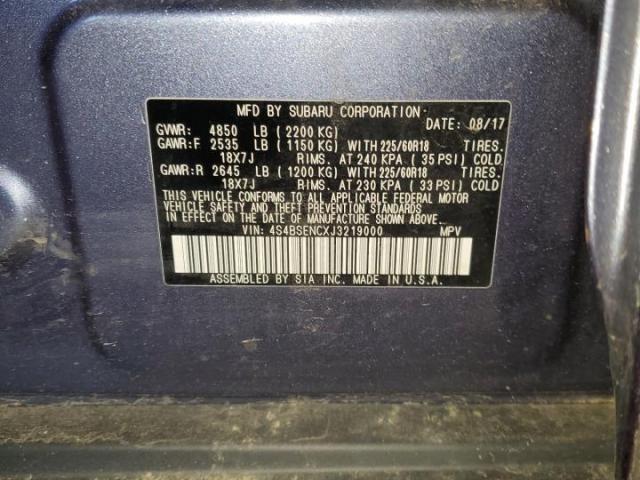 MFD BY SUBARU CORPORATION
DATE: 08/17
GVWR: 4850 LB (2200 KG)
GAWR:F 2535 LB (1150 KG) WITH 225/60R18 TIRES.
18X7J RIMS. AT 240 KPA (35 PSI) COLD
GAWR:R 2645 LB (1200 KG) WITH 225/60R18 TIRES.
18X7J RIMS. AT 230 KPA (33 PSI) COLD
THIS VEHICLE CONFORMS TO ALL APPLICABLE FEDERAL MOTOR
VEHICLE SAFETY AND THEFT PREVENTION STANDARDS
IN EFFECT ON THE DATE OF MANUFACTURE SHOWN ABOVE.
VIN: 4S4BSENCXJ3219000 MPV
ASSEMBLED BY SIA INC. MADE IN U.S.A.